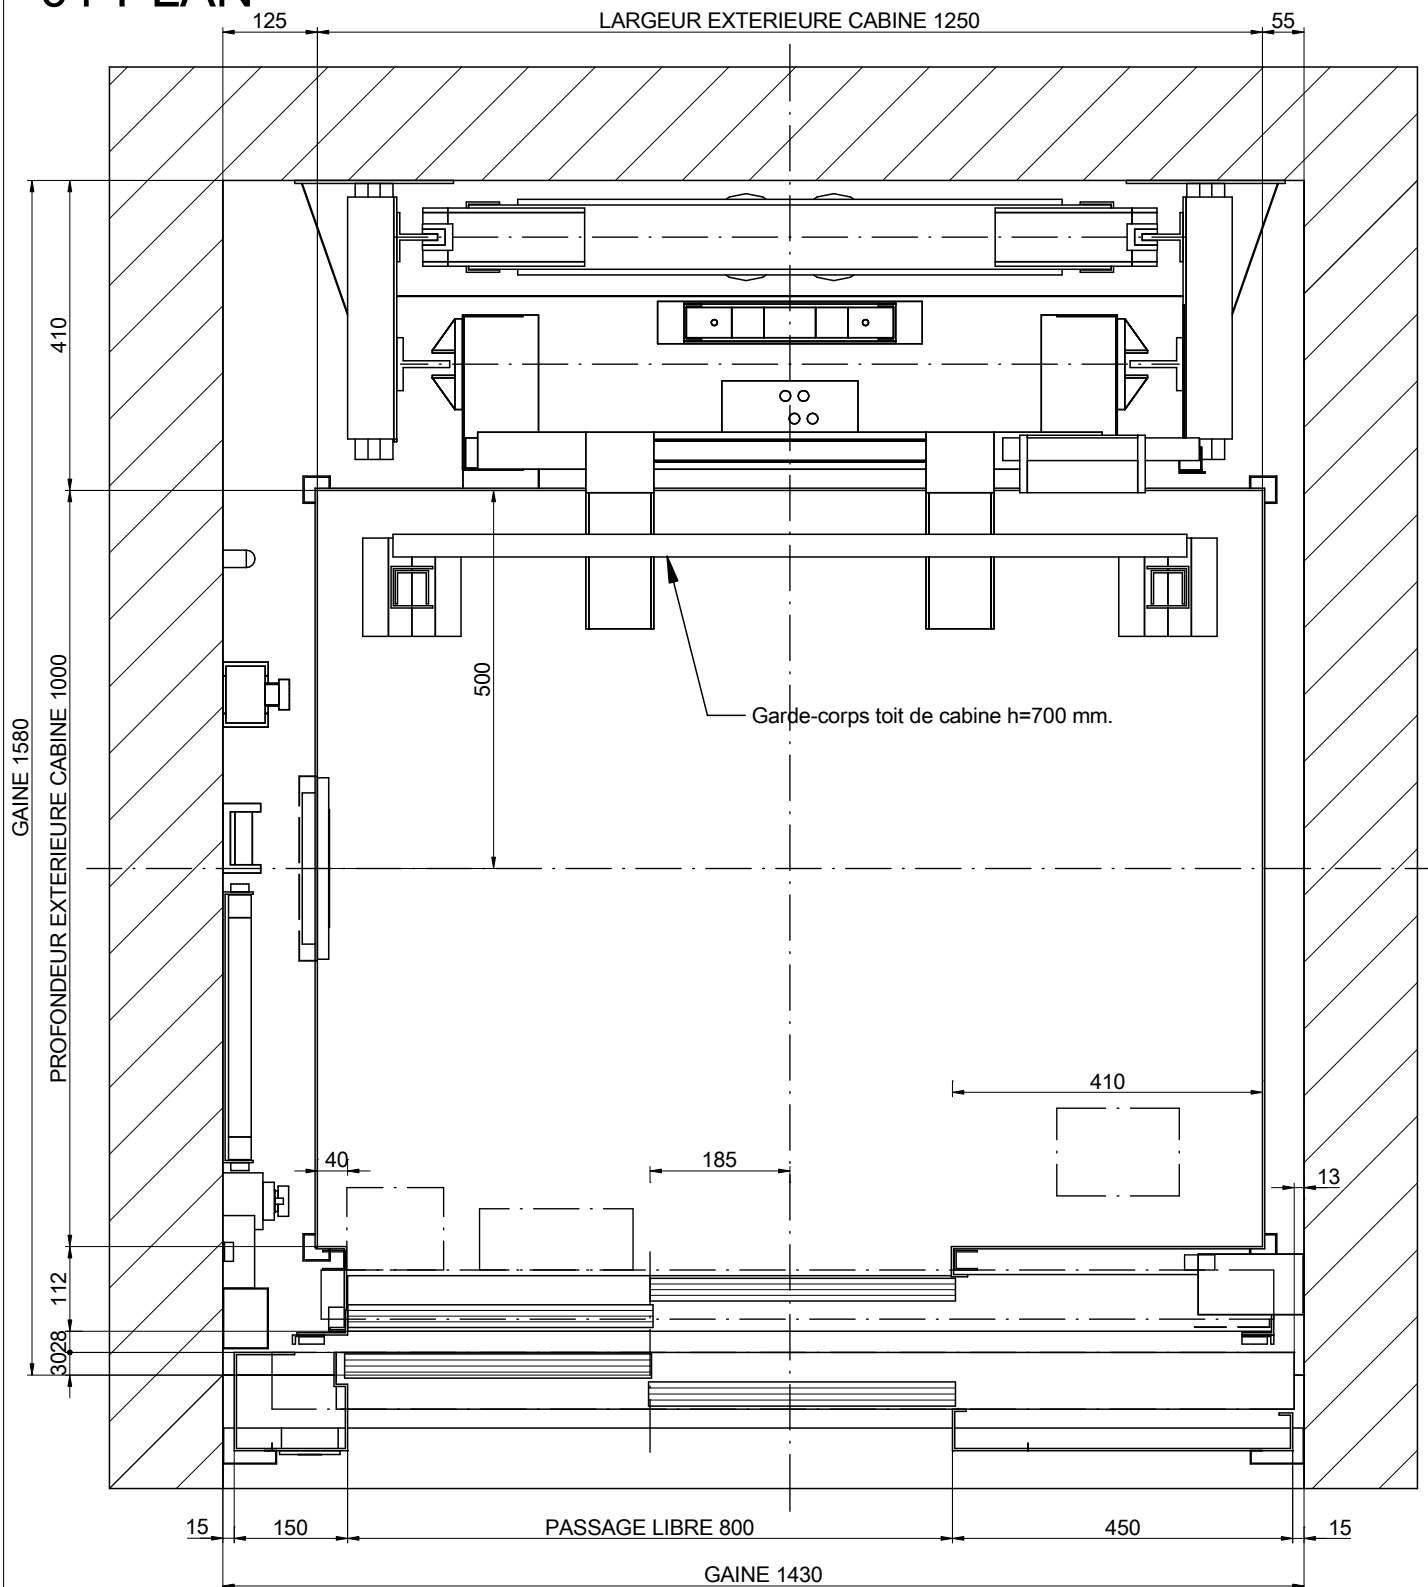 125
LARGEUR EXTERIEURE CABINE 1250
55
410
GAINE 1580
PROFONDEUR EXTERIEURE CABINE 1000
500
Garde-corps toit de cabine h=700 mm.
410
40
185
13
112
28
30
15
150
PASSAGE LIBRE 800
450
15
GAINE 1430